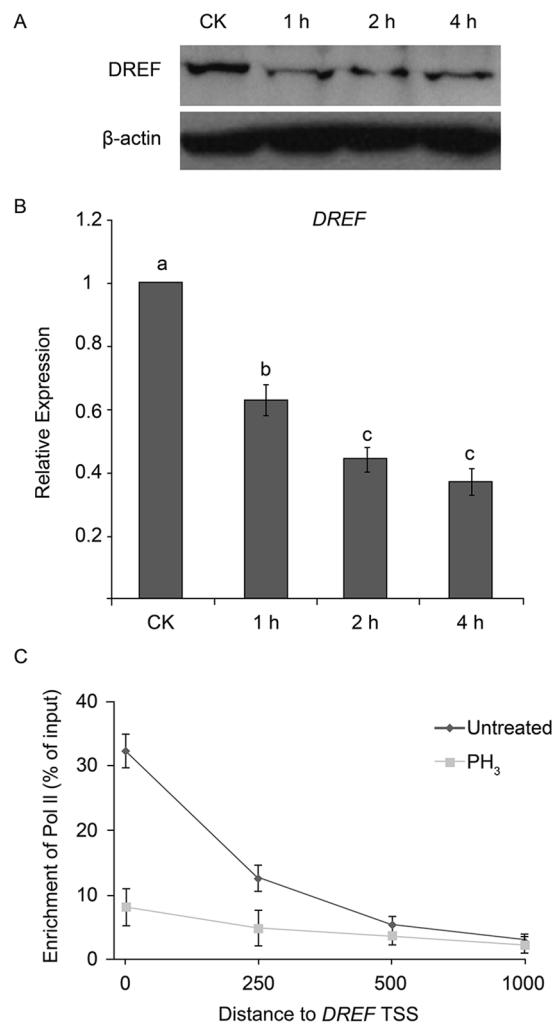 A
CK 1 h 2 h 4 h
DREF
β-actin
B
DREF
1.2
1
0.8
0.6
0.4
0.2
Relative Expression
a
b
c
c
CK 1 h 2 h 4 h
C
40
30
20
10
0
Enrichment of Pol II (% of input)
Untreated
PH₃
0 250 500 1000
Distance to DREF TSS